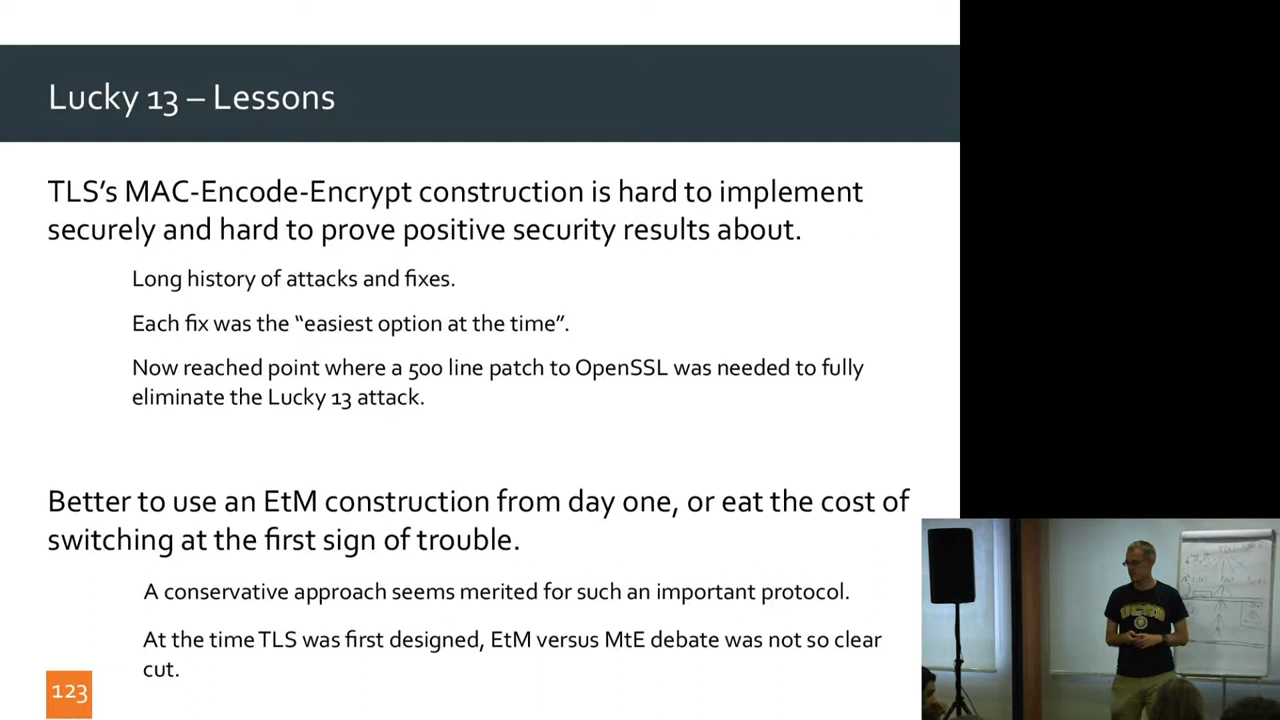 Lucky 13 – Lessons
TLS's MAC-Encode-Encrypt construction is hard to implement
securely and hard to prove positive security results about.
Long history of attacks and fixes.
Each fix was the "easiest option at the time".
Now reached point where a 500 line patch to OpenSSL was needed to fully
eliminate the Lucky 13 attack.
Better to use an EtM construction from day one, or eat the cost of
switching at the first sign of trouble.
A conservative approach seems merited for such an important protocol.
At the time TLS was first designed, EtM versus MtE debate was not so clear
cut.
123